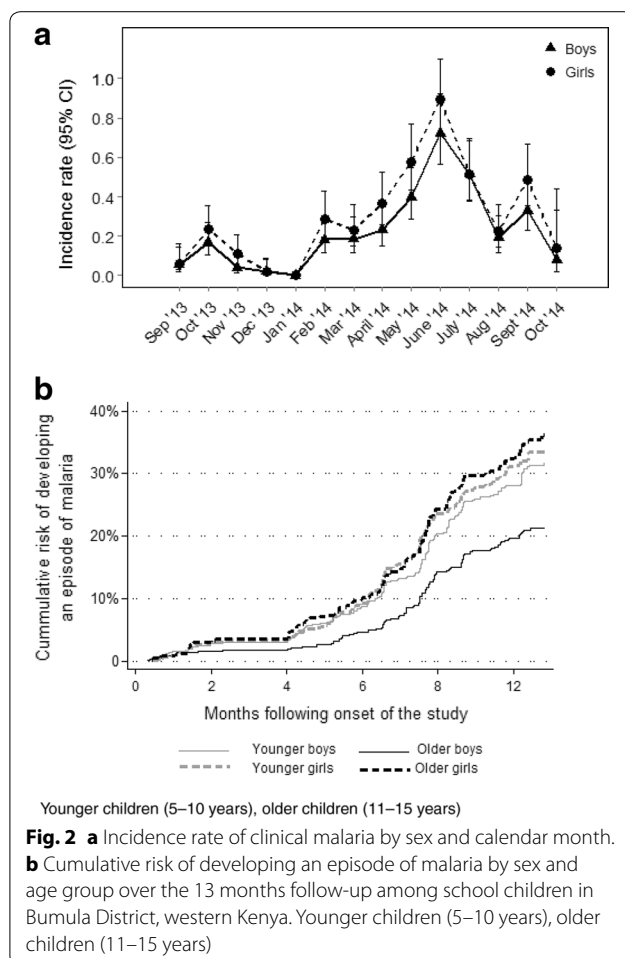 a
Boys
Girls
Incidence rate (95% CI)
1.0
0.8
0.6
0.4
0.2
0.0
Sep '13
Oct '13
Nov '13
Dec '13
Jan '14
Feb '14
Mar '14
April '14
May '14
June '14
July '14
Aug '14
Sept '14
Oct '14
b
Cummulative risk of developing
an episode of malaria
40%
30%
20%
10%
0
0 2 4 6 8 10 12
Months following onset of the study
Younger boys Older boys
Younger girls Older girls
Younger children (5–10 years), older children (11–15 years)
Fig. 2 a Incidence rate of clinical malaria by sex and calendar month.
b Cumulative risk of developing an episode of malaria by sex and
age group over the 13 months follow-up among school children in
Bumula District, western Kenya. Younger children (5–10 years), older
children (11–15 years)